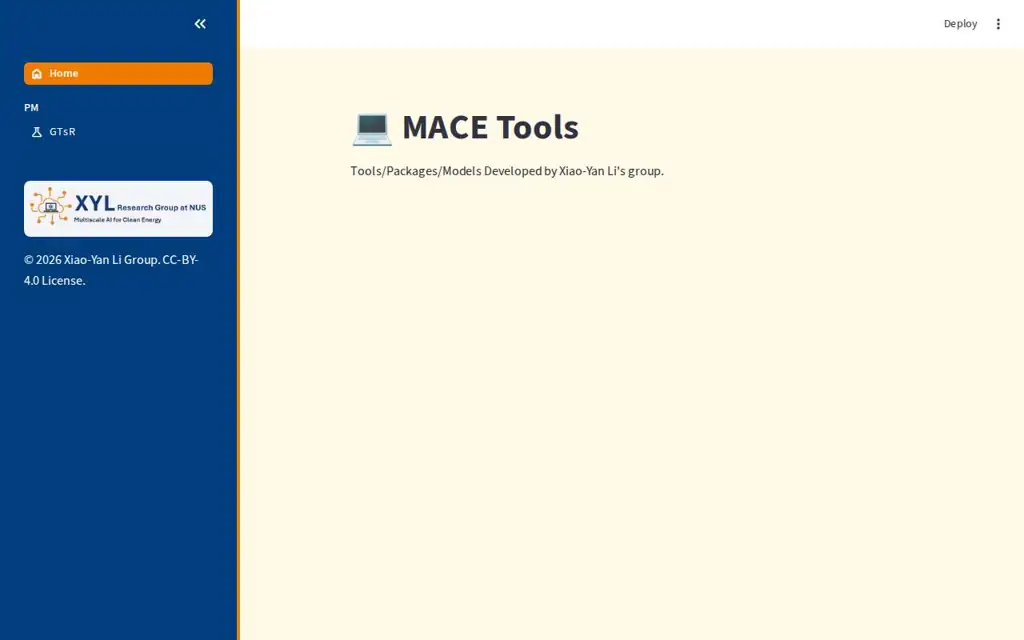 Deploy
Home
PM
GTsR
XYL Research Group at NUS
Multiscale AI for Clean Energy
© 2026 Xiao-Yan Li Group. CC-BY-
4.0 License.
MACE Tools
Tools/Packages/Models Developed by Xiao-Yan Li's group.